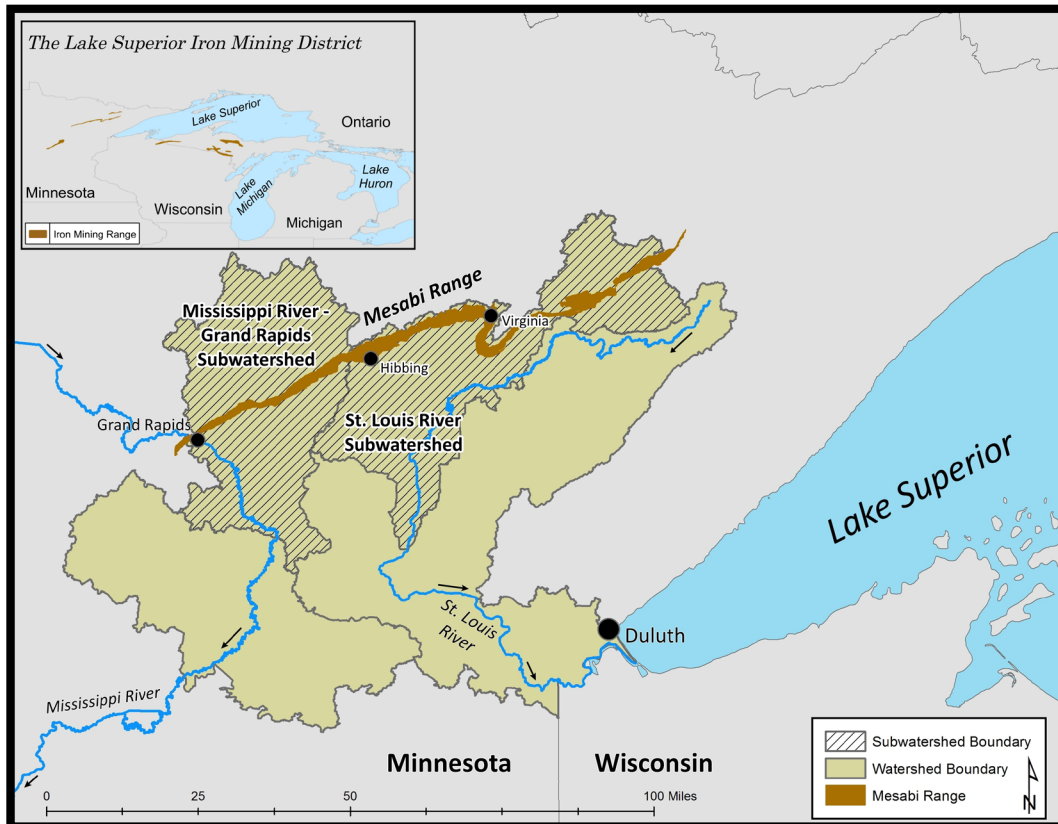 The Lake Superior Iron Mining District
Lake Superior
Ontario
Lake
Huron
Minnesota
Lake
Michigan
Wisconsin
Michigan
Iron Mining Range
Mesabi Range
Mississippi River -
Grand Rapids
Subwatershed
Virginia
Hibbing
Grand Rapids
St. Louis River
Subwatershed
Lake Superior
St. Louis
River
Duluth
Mississippi River
Minnesota
Wisconsin
Subwatershed Boundary
Watershed Boundary
Mesabi Range
N
0
25
50
100 Miles